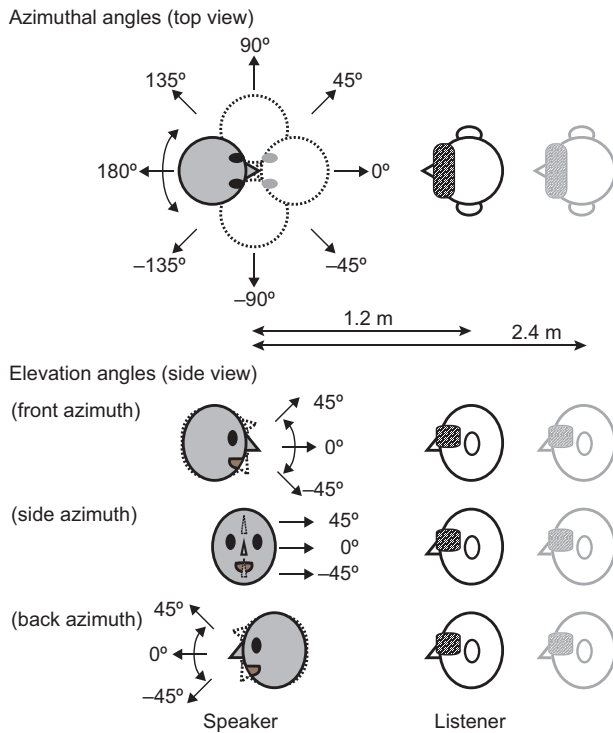 Azimuthal angles (top view)
90º
135º 45º
180º 0º
–135º –45º
–90º
1.2 m
2.4 m
Elevation angles (side view)
(front azimuth) 45º
0º
–45º
(side azimuth) 45º
0º
–45º
(back azimuth) 45º
0º
–45º
Speaker Listener